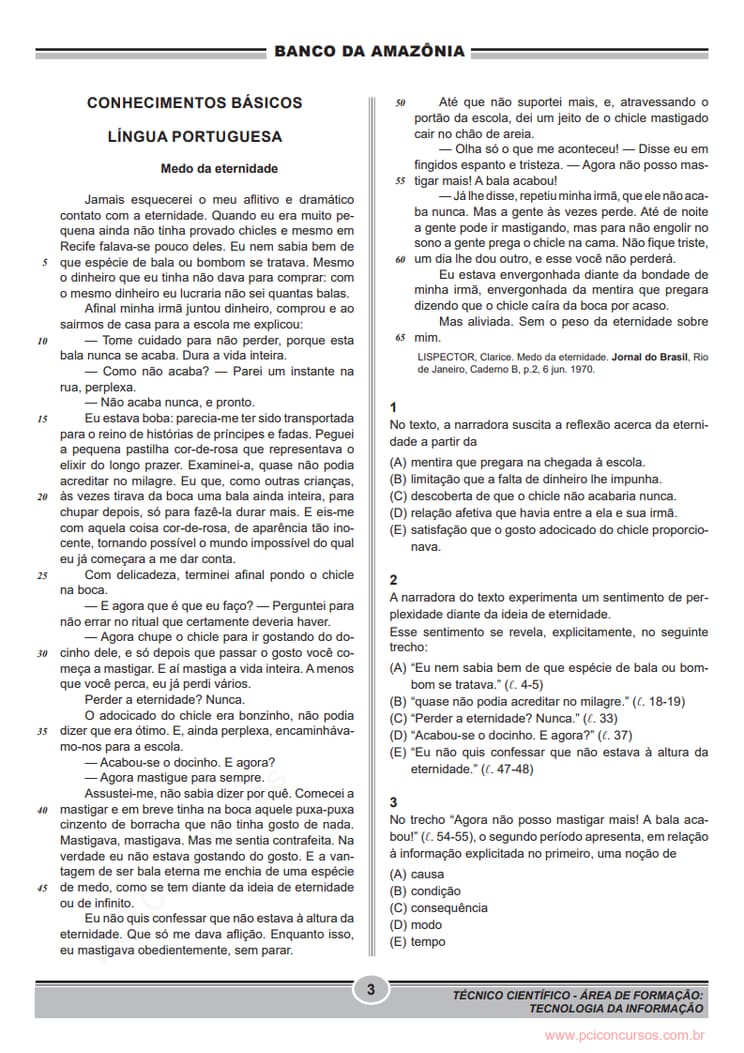 BANCO DA AMAZÔNIA
CONHECIMENTOS BÁSICOS
LÍNGUA PORTUGUESA
Medo da eternidade
Jamais esquecerei o meu aflitivo e dramático
contato com a eternidade. Quando eu era muito pe-
quena ainda não tinha provado chicles e mesmo em
Recife falava-se pouco deles. Eu nem sabia bem de
5 que espécie de bala ou bombom se tratava. Mesmo
o dinheiro que eu tinha não dava para comprar: com
o mesmo dinheiro eu lucraria não sei quantas balas.
Afinal minha irmã juntou dinheiro, comprou e ao
sairmos de casa para a escola me explicou:
10 — Tome cuidado para não perder, porque esta
bala nunca se acaba. Dura a vida inteira.
— Como não acaba? — Parei um instante na
rua, perplexa.
— Não acaba nunca, e pronto.
15 Eu estava boba: parecia-me ter sido transportada
para o reino de histórias de príncipes e fadas. Peguei
a pequena pastilha cor-de-rosa que representava o
elixir do longo prazer. Examinei-a, quase não podia
acreditar no milagre. Eu que, como outras crianças,
20 às vezes tirava da boca uma bala ainda inteira, para
chupar depois, só para fazê-la durar mais. E eis-me
com aquela coisa cor-de-rosa, de aparência tão ino-
cente, tornando possível o mundo impossível do qual
eu já começara a me dar conta.
25 Com delicadeza, terminei afinal pondo o chicle
na boca.
— E agora que é que eu faço? — Perguntei para
não errar no ritual que certamente deveria haver.
— Agora chupe o chicle para ir gostando do do-
30 cinho dele, e só depois que passar o gosto você co-
meça a mastigar. E aí mastiga a vida inteira. A menos
que você perca, eu já perdi vários.
Perder a eternidade? Nunca.
O adocicado do chicle era bonzinho, não podia
35 dizer que era ótimo. E, ainda perplexa, encaminháva-
mo-nos para a escola.
— Acabou-se o docinho. E agora?
— Agora mastigue para sempre.
Assustei-me, não sabia dizer por quê. Comecei a
40 mastigar e em breve tinha na boca aquele puxa-puxa
cinzento de borracha que não tinha gosto de nada.
Mastigava, mastigava. Mas me sentia contrafeita. Na
verdade eu não estava gostando do gosto. E a van-
tagem de ser bala eterna me enchia de uma espécie
45 de medo, como se tem diante da ideia de eternidade
ou de infinito.
Eu não quis confessar que não estava à altura da
eternidade. Que só me dava aflição. Enquanto isso,
eu mastigava obedientemente, sem parar.
50 Até que não suportei mais, e, atravessando o
portão da escola, dei um jeito de o chicle mastigado
cair no chão de areia.
— Olha só o que me aconteceu! — Disse eu em
fingidos espanto e tristeza. — Agora não posso mas-
55 tigar mais! A bala acabou!
— Já lhe disse, repetiu minha irmã, que ele não aca-
ba nunca. Mas a gente às vezes perde. Até de noite
a gente pode ir mastigando, mas para não engolir no
sono a gente prega o chicle na cama. Não fique triste,
60 um dia lhe dou outro, e esse você não perderá.
Eu estava envergonhada diante da bondade de
minha irmã, envergonhada da mentira que pregara
dizendo que o chicle caíra da boca por acaso.
Mas aliviada. Sem o peso da eternidade sobre
65 mim.
LISPECTOR, Clarice. Medo da eternidade. Jornal do Brasil, Rio
de Janeiro, Caderno B, p.2, 6 jun. 1970.
1
No texto, a narradora suscita a reflexão acerca da eterni-
dade a partir da
(A) mentira que pregara na chegada à escola.
(B) limitação que a falta de dinheiro lhe impunha.
(C) descoberta de que o chicle não acabaria nunca.
(D) relação afetiva que havia entre a ela e sua irmã.
(E) satisfação que o gosto adocicado do chicle proporcio-
nava.
2
A narradora do texto experimenta um sentimento de per-
plexidade diante da ideia de eternidade.
Esse sentimento se revela, explicitamente, no seguinte
trecho:
(A) “Eu nem sabia bem de que espécie de bala ou bom-
bom se tratava.” (ℓ. 4-5)
(B) “quase não podia acreditar no milagre.” (ℓ. 18-19)
(C) “Perder a eternidade? Nunca.” (ℓ. 33)
(D) “Acabou-se o docinho. E agora?” (ℓ. 37)
(E) “Eu não quis confessar que não estava à altura da
eternidade.” (ℓ. 47-48)
3
No trecho “Agora não posso mastigar mais! A bala aca-
bou!” (ℓ. 54-55), o segundo período apresenta, em relação
à informação explicitada no primeiro, uma noção de
(A) causa
(B) condição
(C) consequência
(D) modo
(E) tempo
3
TÉCNICO CIENTÍFICO - ÁREA DE FORMAÇÃO:
TECNOLOGIA DA INFORMAÇÃO
www.pciconcursos.com.br